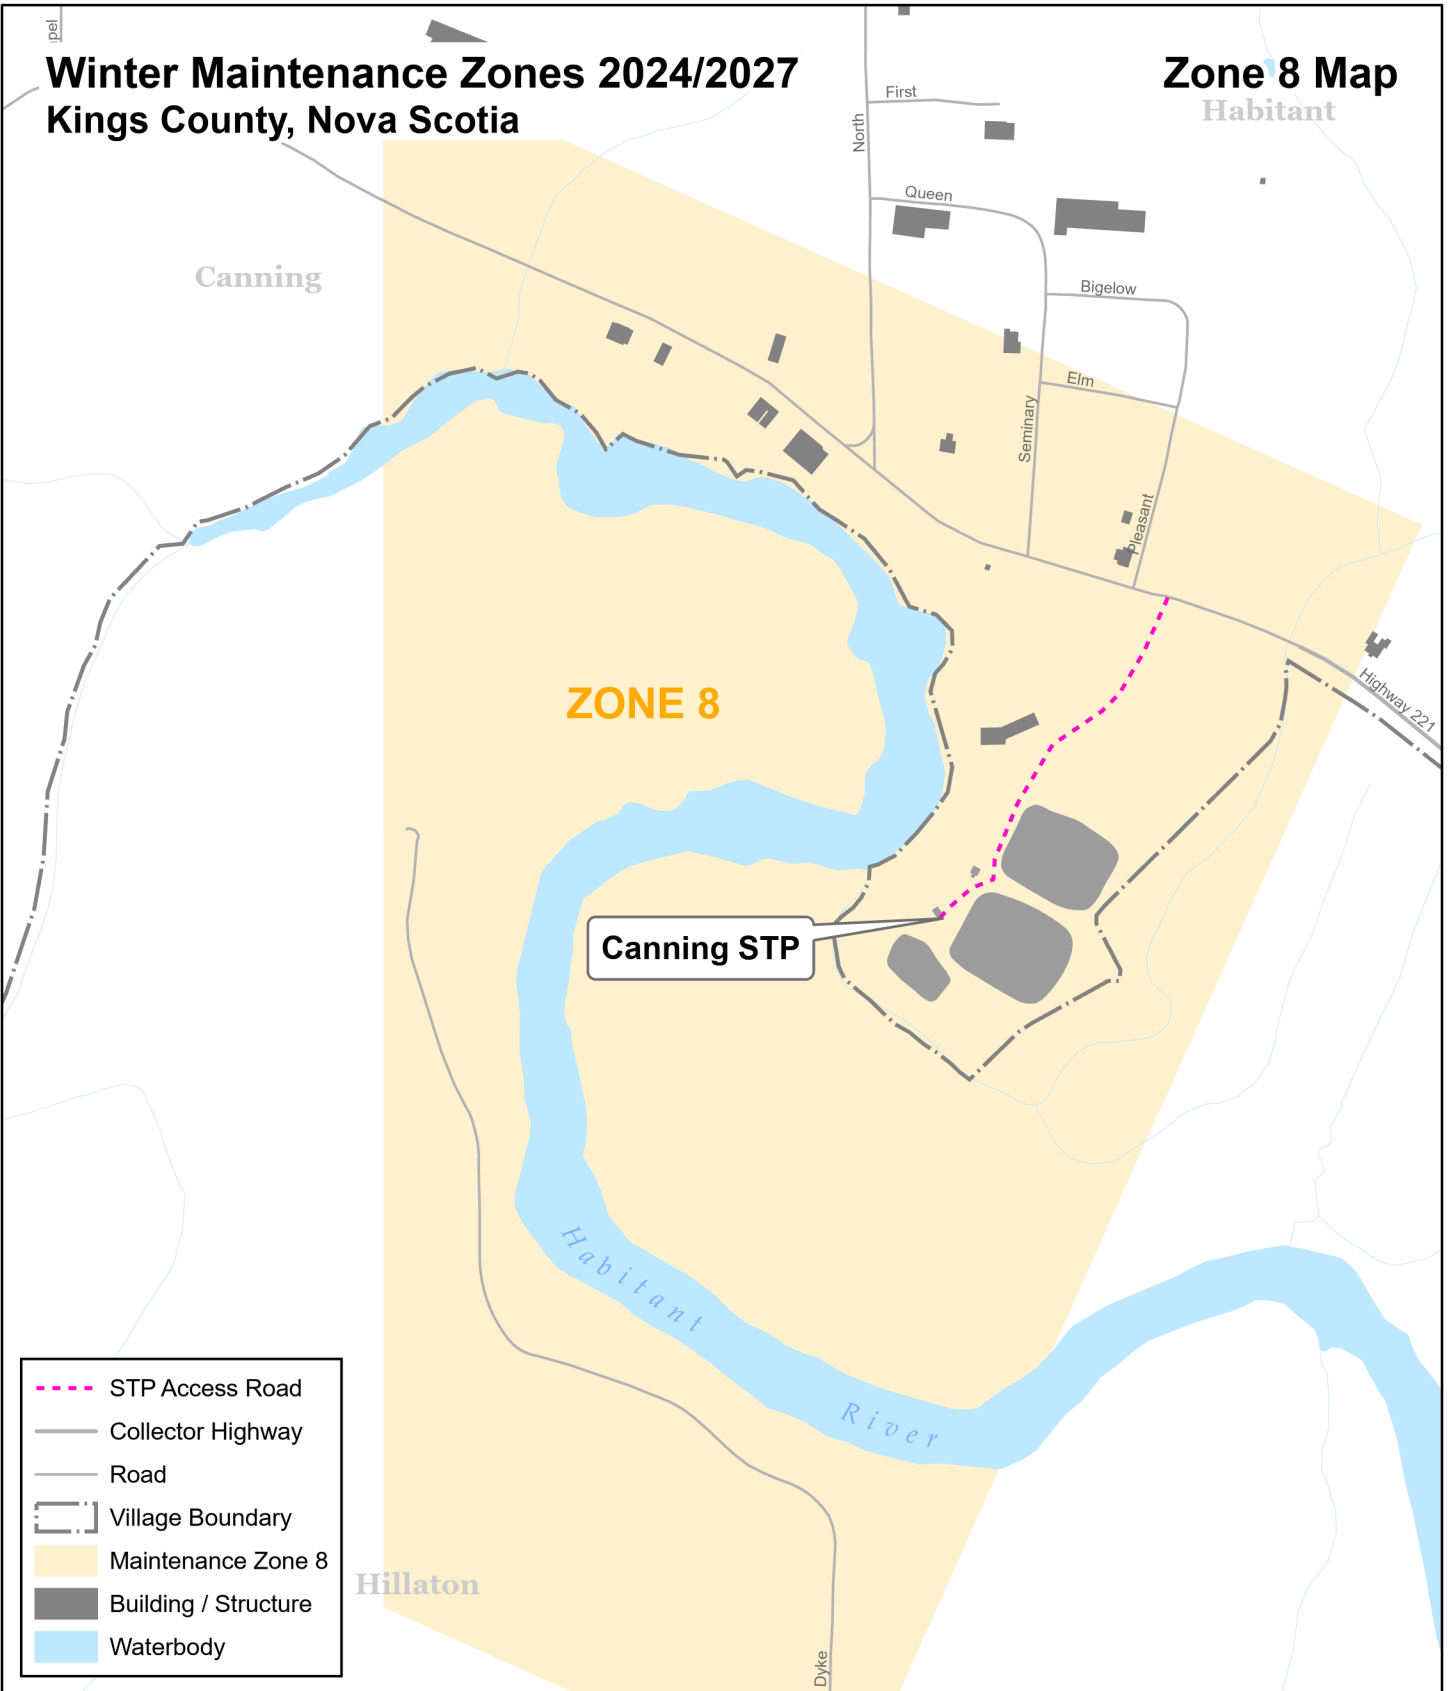 pel
Winter Maintenance Zones 2024/2027
Kings County, Nova Scotia
Zone 8 Map
Habitant
First
North
Queen
Canning
Bigelow
Elm
Seminary
Pleasant
Highway 221
ZONE 8
Canning STP
Habitant
River
Hillaton
Dyke
STP Access Road
Collector Highway
Road
Village Boundary
Maintenance Zone 8
Building / Structure
Waterbody